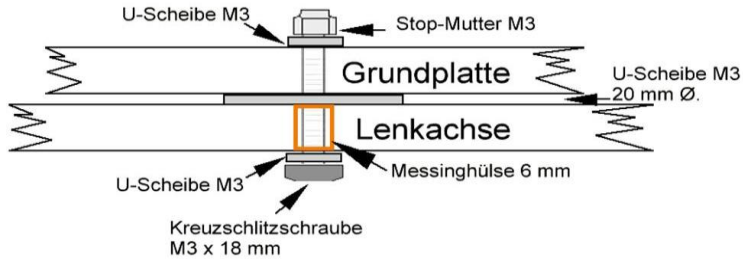 U-Scheibe M3
Stop-Mutter M3
Grundplatte
U-Scheibe M3
20 mm Ø.
Lenkachse
U-Scheibe M3
Messinghülse 6 mm
Kreuzschlitzschraube
M3 x 18 mm